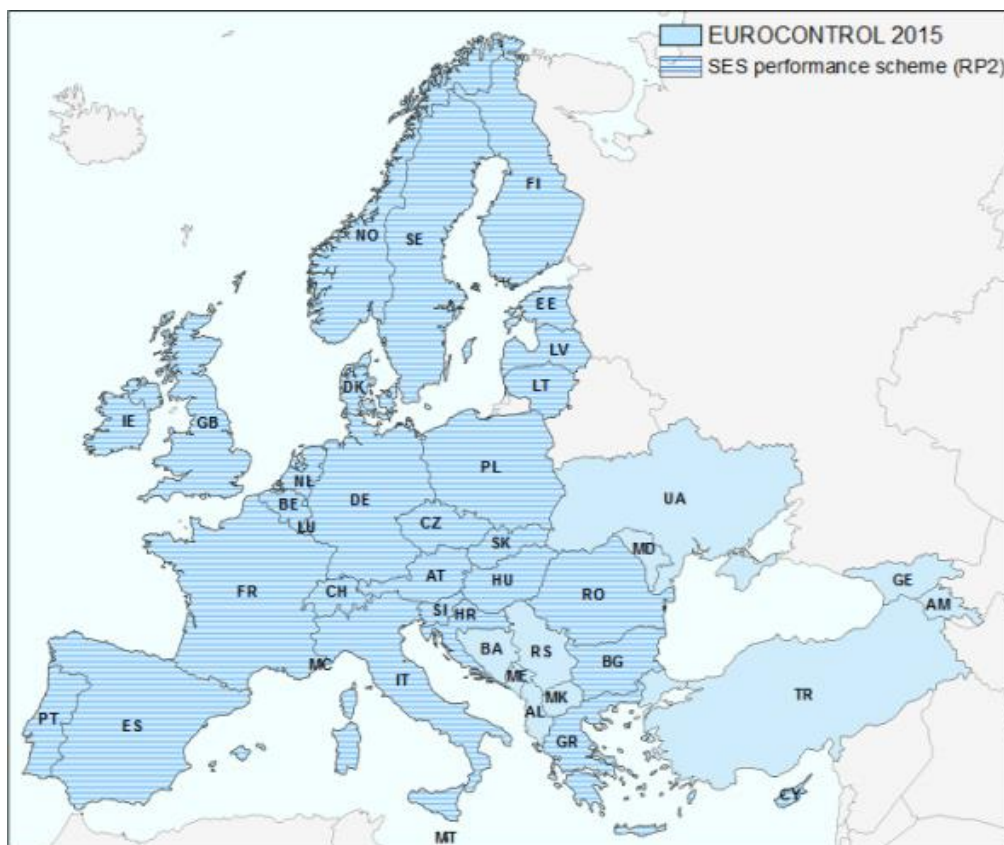 EUROCONTROL 2015
SES performance scheme (RP2)
FI
NO
SE
EE
LV
LT
DK
IE
GB
NL
PL
BE
DE
UA
LU
CZ
SK
MD
AT
HU
FR
CH
RO
GE
SI
HR
AM
BA
RS
BG
MC
IT
ME
MK
TR
PT
ES
AL
GR
CY
MT